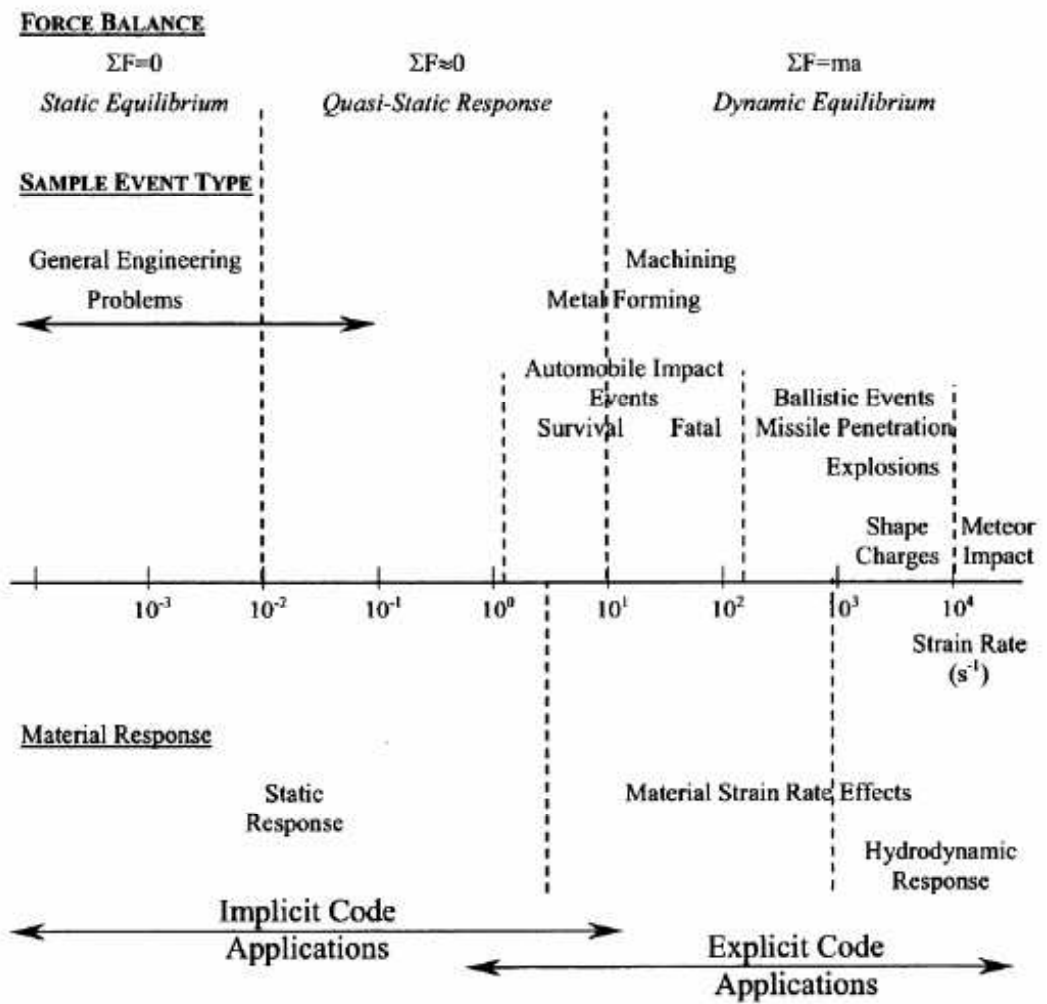 FORCE BALANCE
ΣF=0 ΣF≈0 ΣF=ma
Static Equilibrium Quasi-Static Response Dynamic Equilibrium
SAMPLE EVENT TYPE
General Engineering
Problems
Machining
Metal Forming
Automobile Impact
Events
Survival Fatal
Ballistic Events
Missile Penetration
Explosions
Shape
Charges
Meteor
Impact
10⁻³ 10⁻² 10⁻¹ 10⁰ 10¹ 10² 10³ 10⁴
Strain Rate
(s⁻¹)
Material Response
Static
Response
Material Strain Rate Effects
Hydrodynamic
Response
Implicit Code
Applications
Explicit Code
Applications